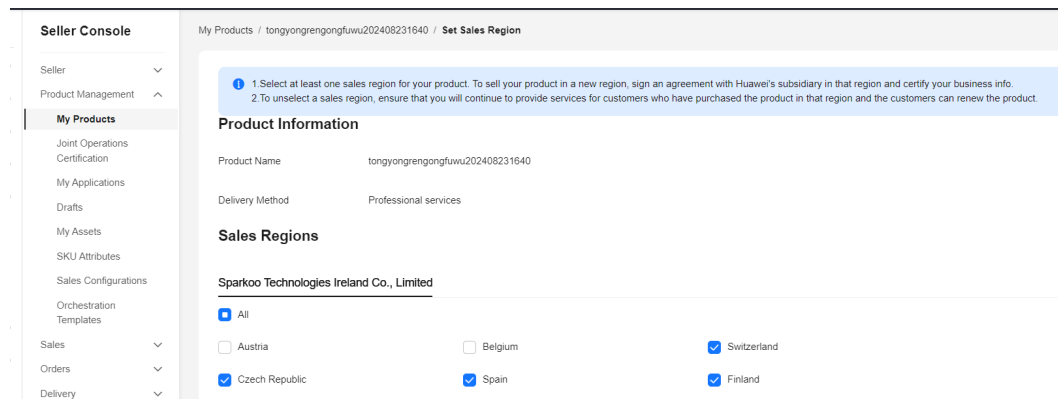 Seller Console
Seller
Product Management
My Products
Joint Operations
Certification
My Applications
Drafts
My Assets
SKU Attributes
Sales Configurations
Orchestration
Templates
Sales
Orders
Delivery
My Products / tongyongrengongfuwu202408231640 / Set Sales Region
1.Select at least one sales region for your product. To sell your product in a new region, sign an agreement with Huawei's subsidiary in that region and certify your business info.
2.To unselect a sales region, ensure that you will continue to provide services for customers who have purchased the product in that region and the customers can renew the product.
Product Information
Product Name tongyongrengongfuwu202408231640
Delivery Method Professional services
Sales Regions
Sparkoo Technologies Ireland Co., Limited
All
Austria Belgium Switzerland
Czech Republic Spain Finland